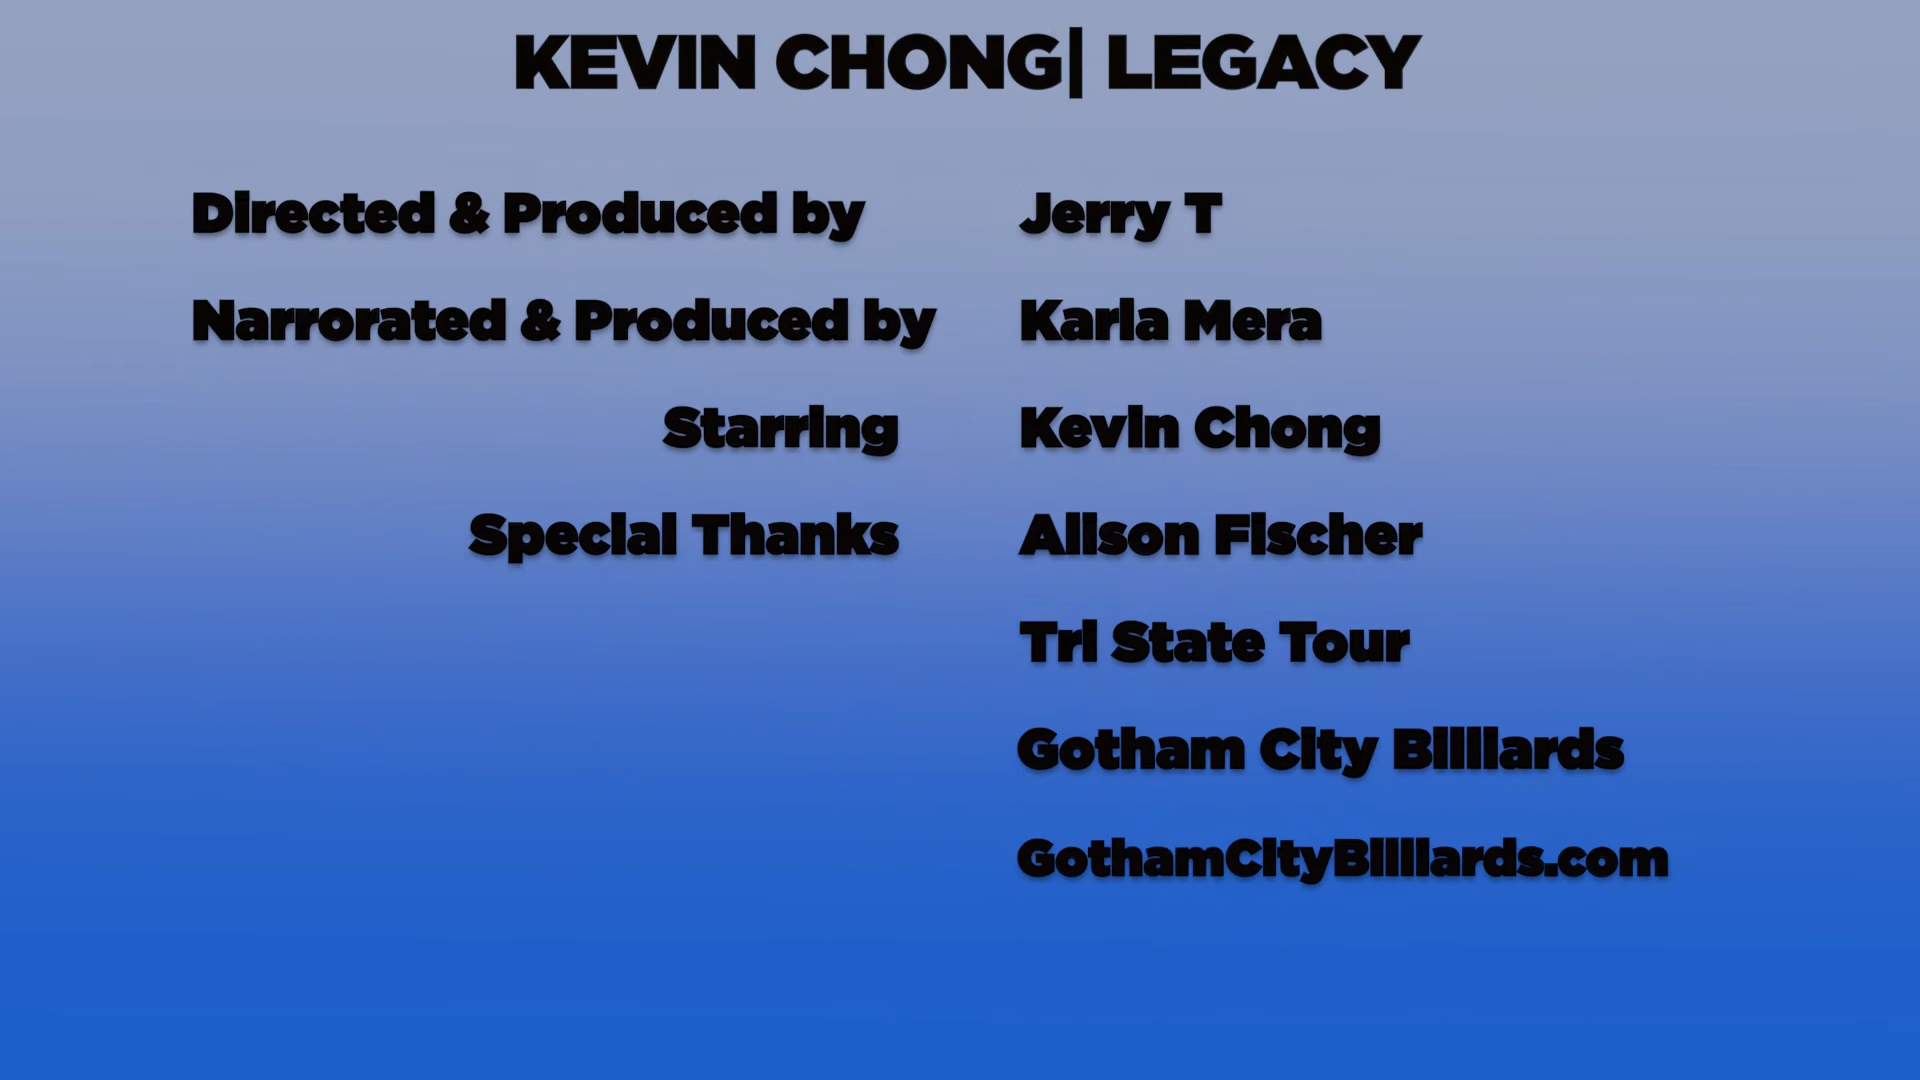 KEVIN CHONG| LEGACY
Directed & Produced by Jerry T
Narrorated & Produced by Karla Mera
Starring Kevin Chong
Special Thanks Alison Fischer
Tri State Tour
Gotham City Billiards
GothamCityBilliards.com